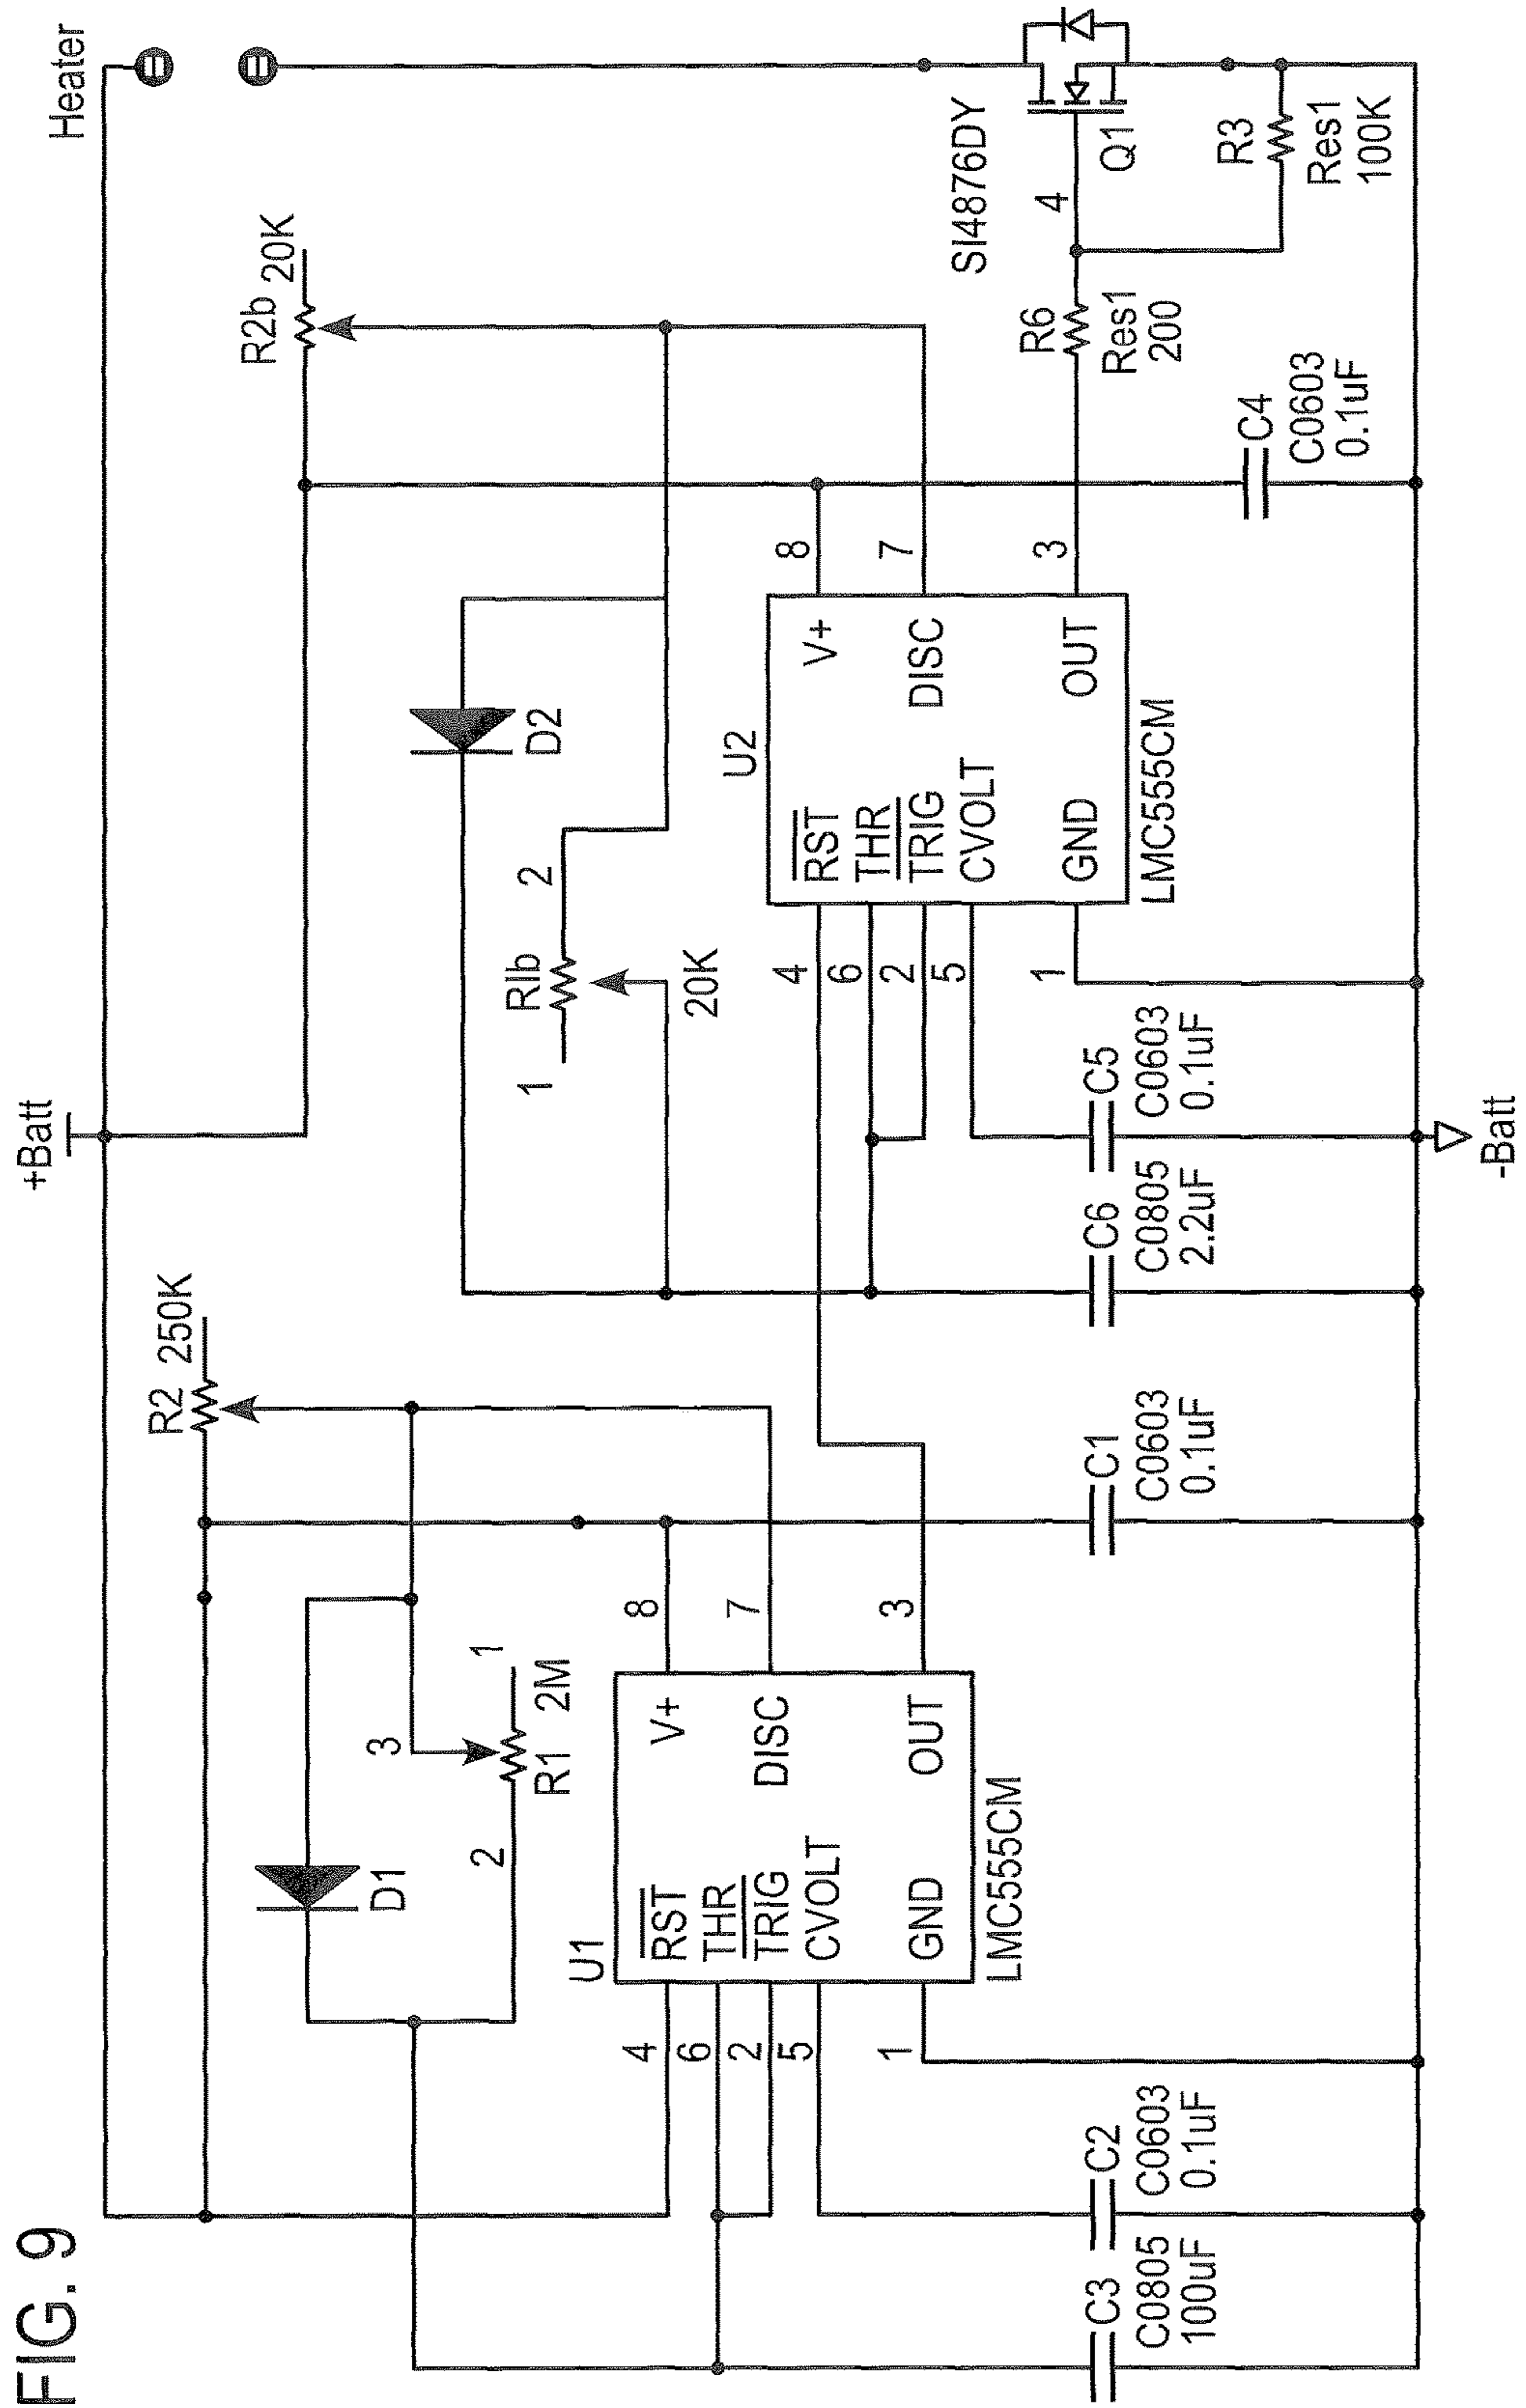 FIG. 9
+Batt
Heater
R2 250K
R2b 20K
D1
3
1
2
R1 2M
D2
RIb
1
2
20K
U1
RST
THR
TRIG
CVOLT
GND
V+
DISC
OUT
LMC555CM
4
6
2
5
1
8
7
3
U2
RST
THR
TRIG
CVOLT
GND
V+
DISC
OUT
LMC555CM
4
6
2
5
1
8
7
3
SI4876DY
4
Q1
R6
Res1
200
R3
Res1
100K
C3
C0805
100uF
C2
C0603
0.1uF
C1
C0603
0.1uF
C6
C0805
2.2uF
C5
C0603
0.1uF
C4
C0603
0.1uF
-Batt